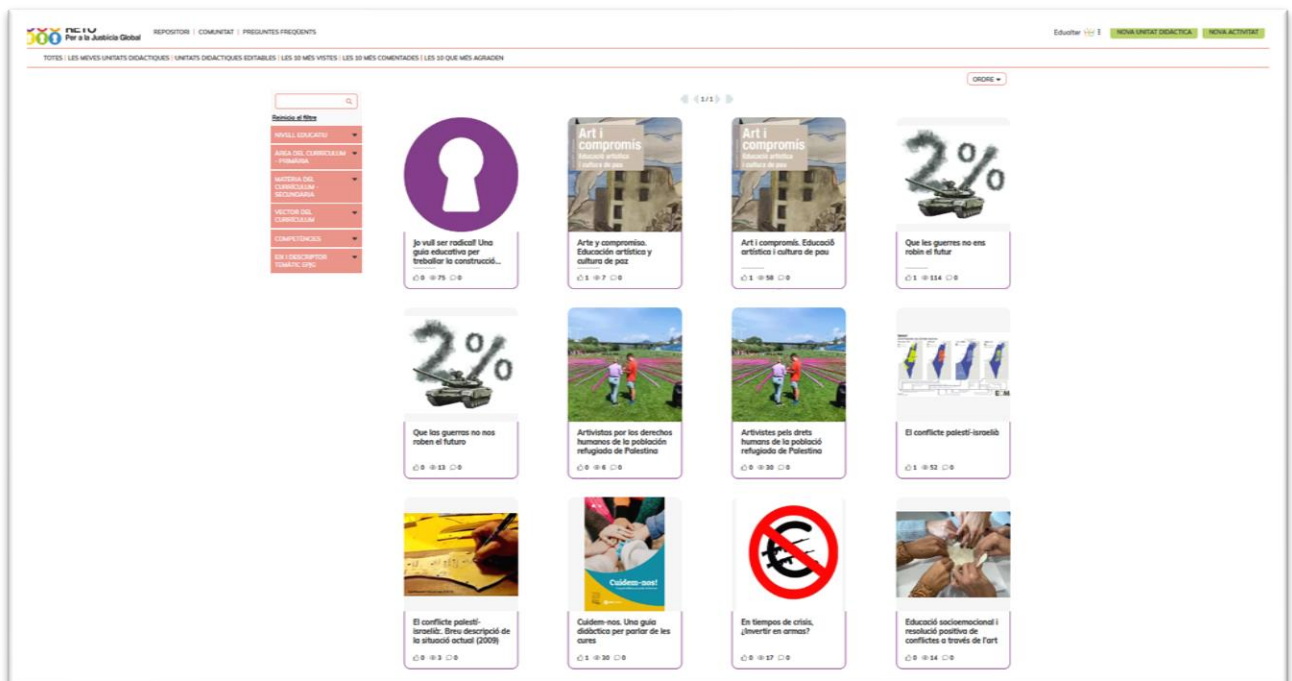 RETO
Per a la Justícia Global
REPOSITORI | COMUNITAT | PREGUNTES FREQÜENTS
Edualter
NOVA UNITAT DIDÀCTICA
NOVA ACTIVITAT
TOTES | LES MEVES UNITATS DIDÀCTIQUES | UNITATS DIDÀCTIQUES EDITABLES | LES 10 MÉS VISTES | LES 10 MÉS COMENTADES | LES 10 QUE MÉS AGRADEN
ORDRE
1 / 1
Reinicia el filtre
NIVELL EDUCATIU
ÀREA DEL CURRÍCULUM
- PRIMÀRIA
MATÈRIA DEL
CURRÍCULUM -
SECUNDÀRIA
VECTOR DEL
CURRÍCULUM
COMPETÈNCIES
EIX I DESCRIPTOR
TEMÀTIC EPJG
Jo vull ser radical! Una
guia educativa per
treballar la construcció...
0 75 0
Art i
compromís
Educació artística
i cultura de pau
Arte y compromiso.
Educación artística y
cultura de paz
1 7 0
Art i
compromís
Educació artística
i cultura de pau
Art i compromís. Educació
artística i cultura de pau
1 58 0
2%
Que les guerres no ens
robin el futur
1 114 0
2%
Que las guerras no nos
roben el futuro
0 13 0
Artivistas por los derechos
humanos de la población
refugiada de Palestina
0 6 0
Artivistes pels drets
humans de la població
refugiada de Palestina
0 30 0
El conflicte palestí-israelià
1 52 0
El conflicte palestí-
israelià:. Breu descripció de
la situació actual (2009)
0 3 0
Cuidem-nos!
Cuidem-nos. Una guia
didàctica per parlar de les
cures
1 30 0
En tiempos de crisis,
¿Invertir en armas?
0 17 0
Educació socioemocional i
resolució positiva de
conflictes a través de l'art
0 14 0